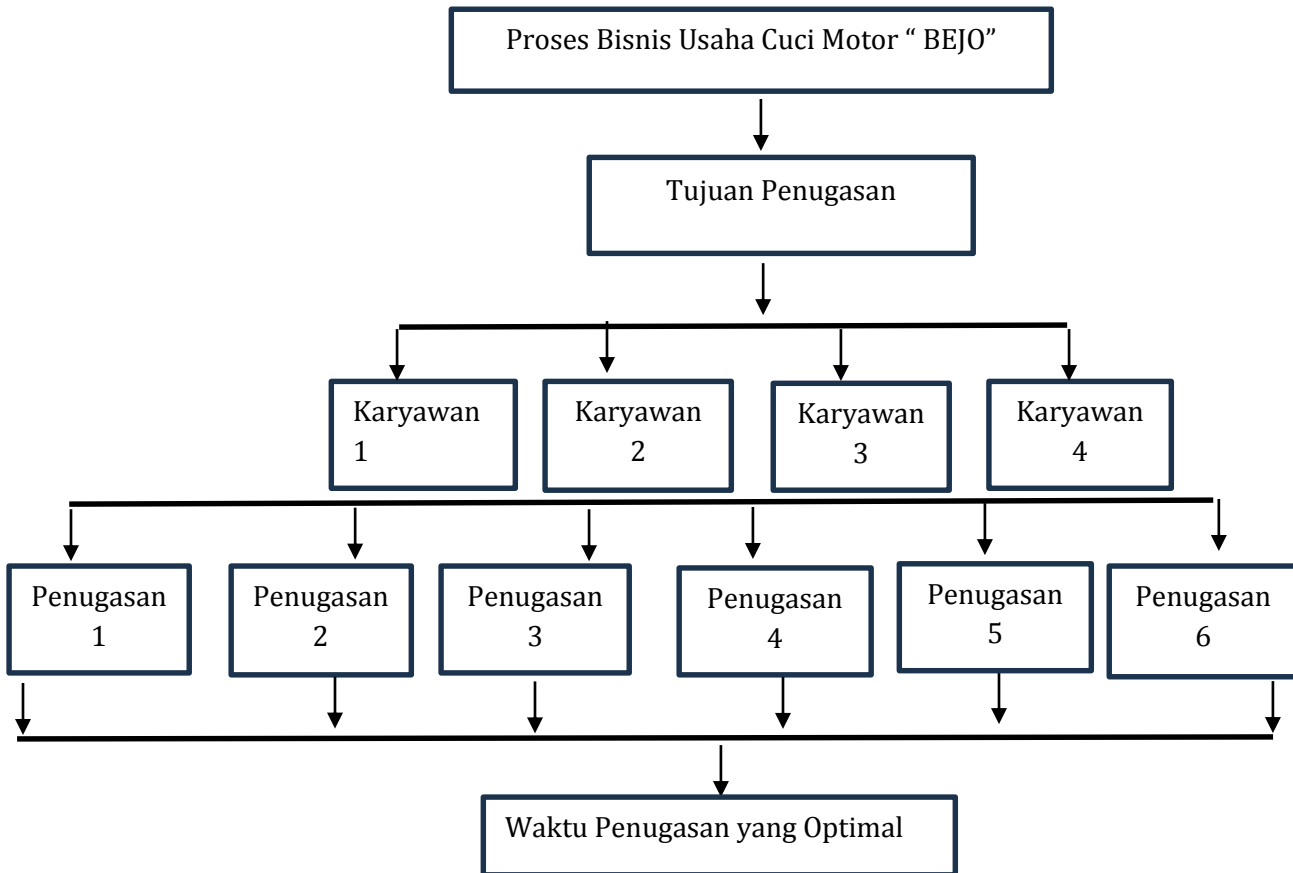 Proses Bisnis Usaha Cuci Motor “ BEJO”
Tujuan Penugasan
Karyawan
1
Karyawan
2
Karyawan
3
Karyawan
4
Penugasan
1
Penugasan
2
Penugasan
3
Penugasan
4
Penugasan
5
Penugasan
6
Waktu Penugasan yang Optimal